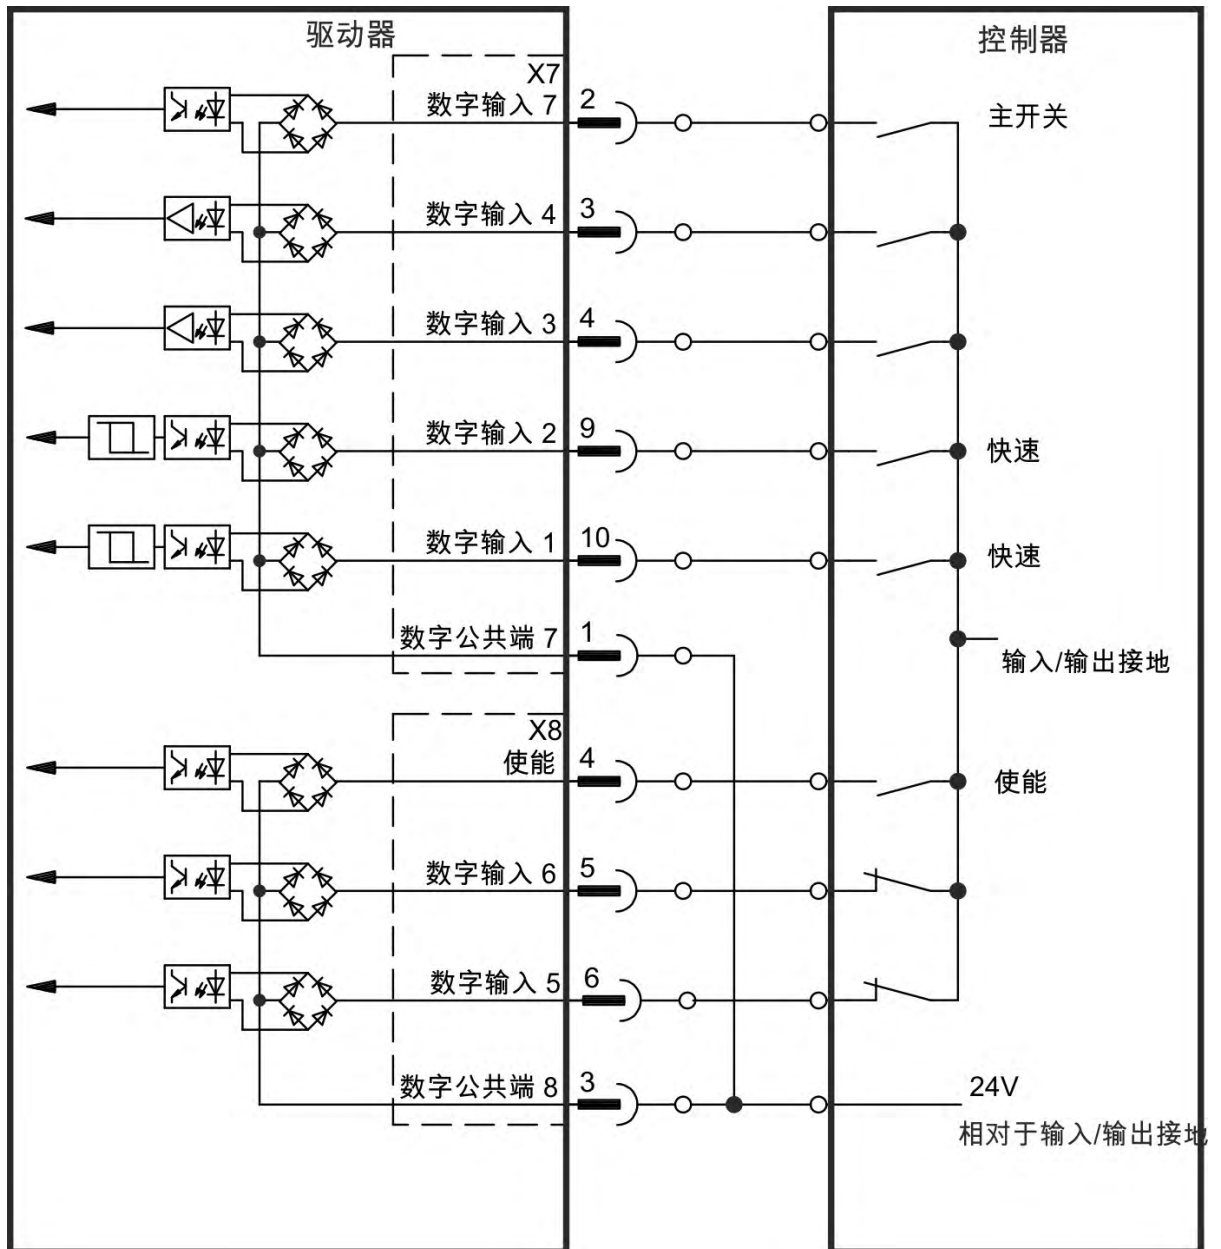 驱动器
控制器
X7
数字输入 7
2
主开关
数字输入 4
3
数字输入 3
4
数字输入 2
9
快速
数字输入 1
10
快速
数字公共端 7
1
输入/输出接地
X8
使能
4
使能
数字输入 6
5
数字输入 5
6
数字公共端 8
3
24V
相对于输入/输出接地